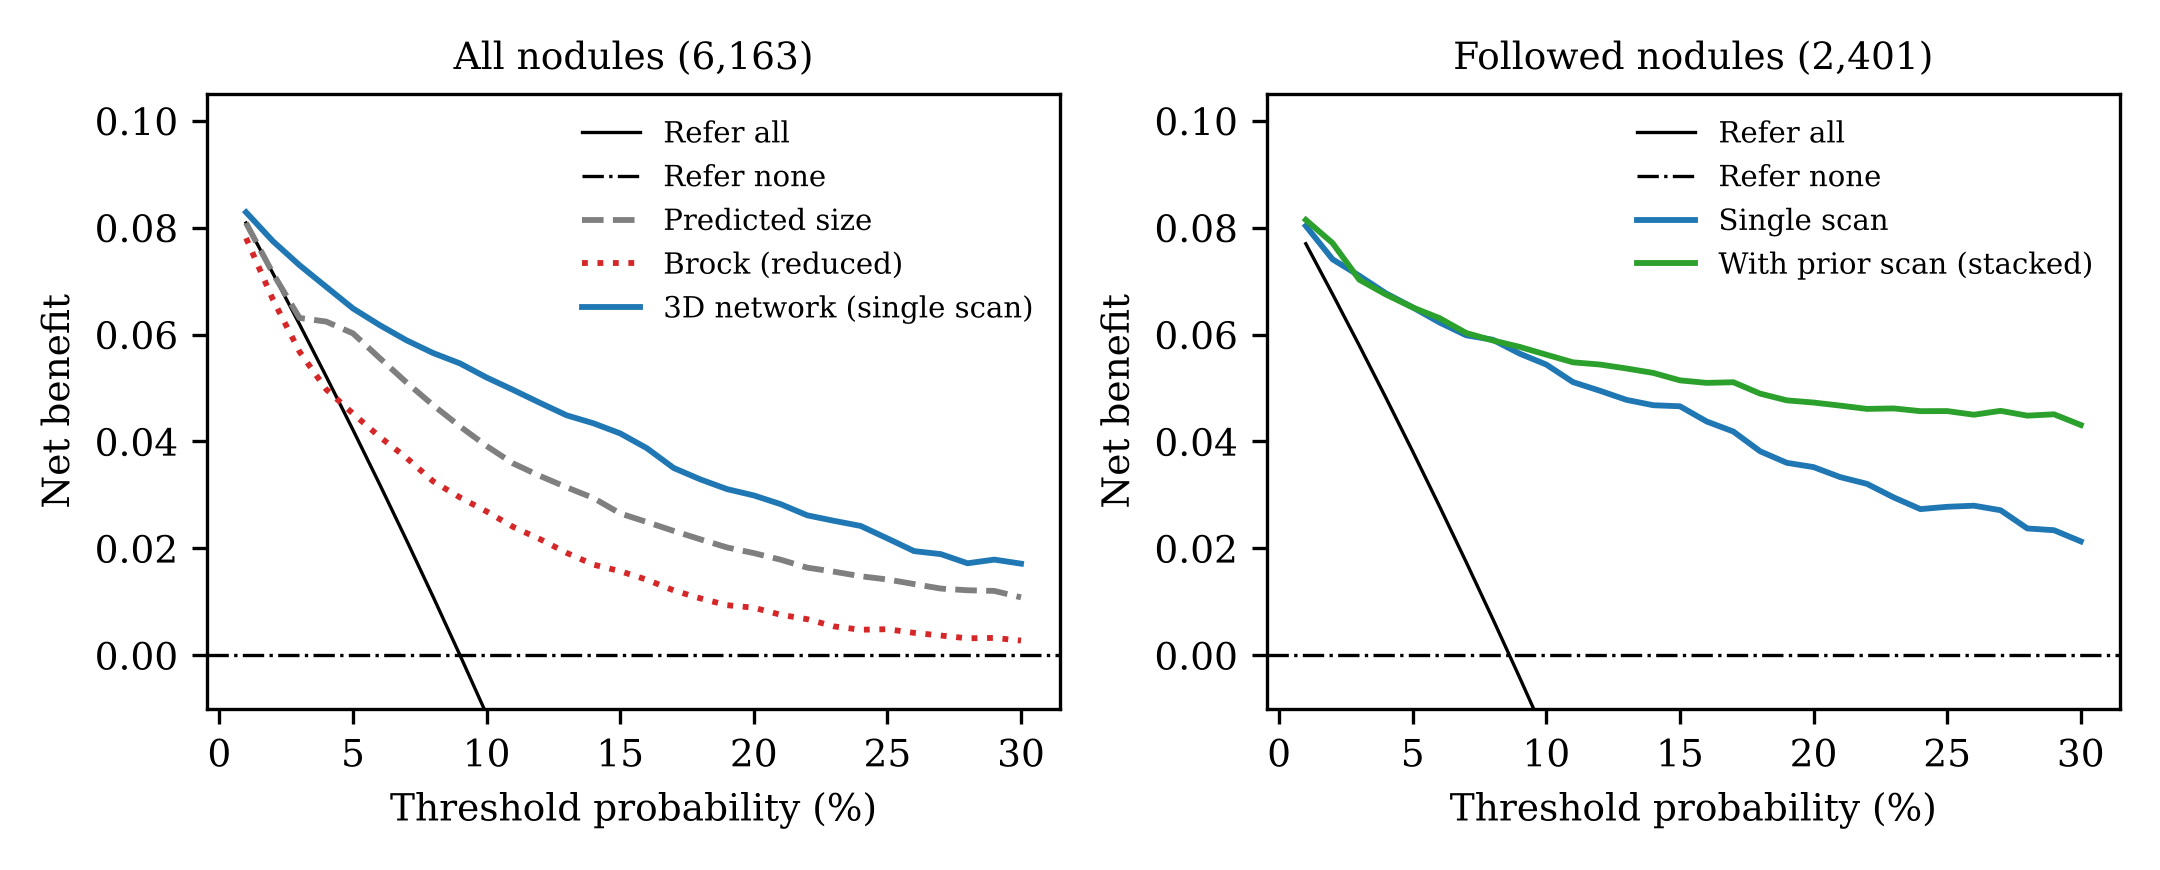 All nodules (6,163)
Net benefit
0.10
0.08
0.06
0.04
0.02
0.00
Refer all
Refer none
Predicted size
Brock (reduced)
3D network (single scan)
0 5 10 15 20 25 30
Threshold probability (%)
Followed nodules (2,401)
Net benefit
0.10
0.08
0.06
0.04
0.02
0.00
Refer all
Refer none
Single scan
With prior scan (stacked)
0 5 10 15 20 25 30
Threshold probability (%)